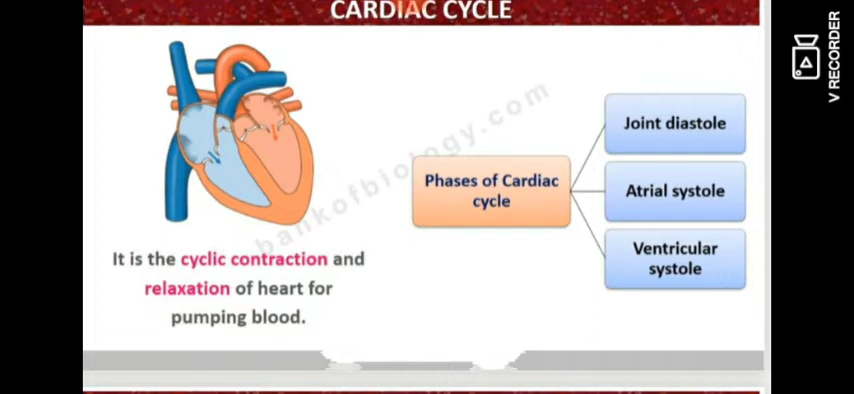 CARDIAC CYCLE
bankofbiology.com
It is the cyclic contraction and
relaxation of heart for
pumping blood.
Phases of Cardiac
cycle
Joint diastole
Atrial systole
Ventricular
systole
V RECORDER